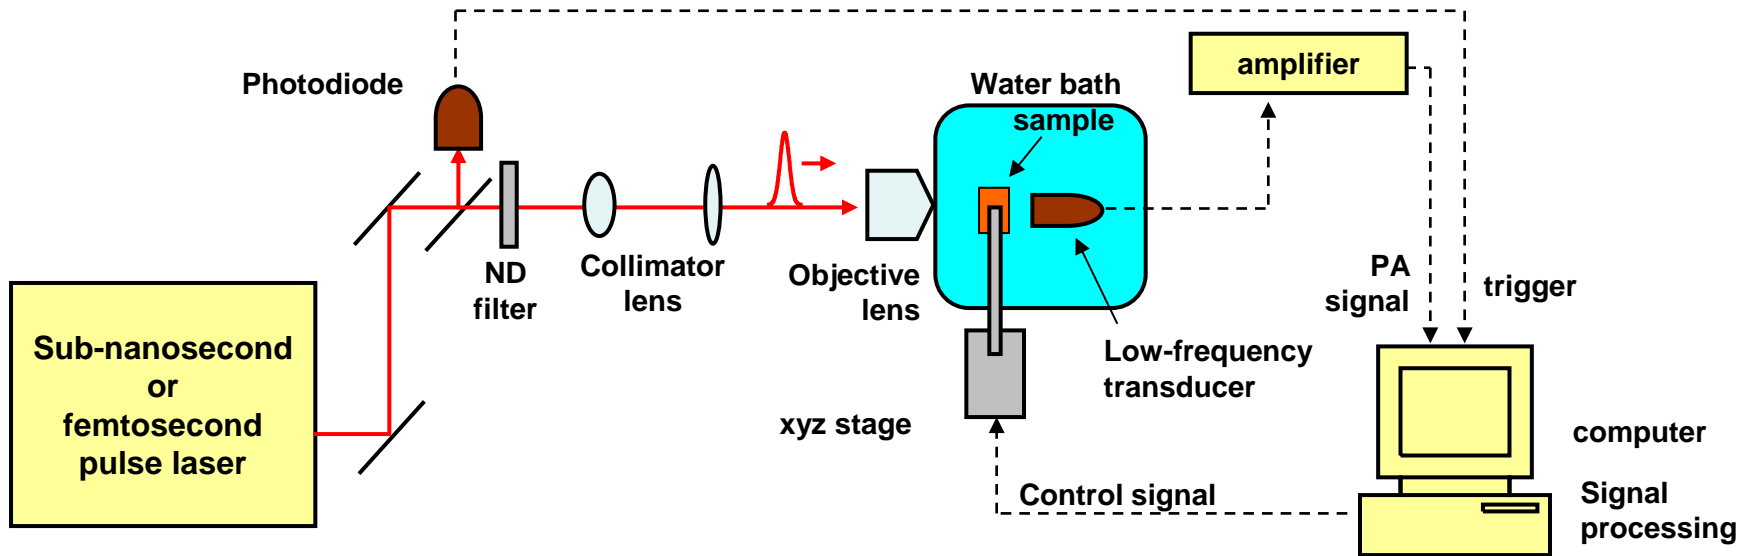 Photodiode
Water bath
sample
amplifier
ND
filter
Collimator
lens
Objective
lens
PA
signal
trigger
Sub-nanosecond
or
femtosecond
pulse laser
Low-frequency
transducer
xyz stage
computer
Control signal
Signal
processing